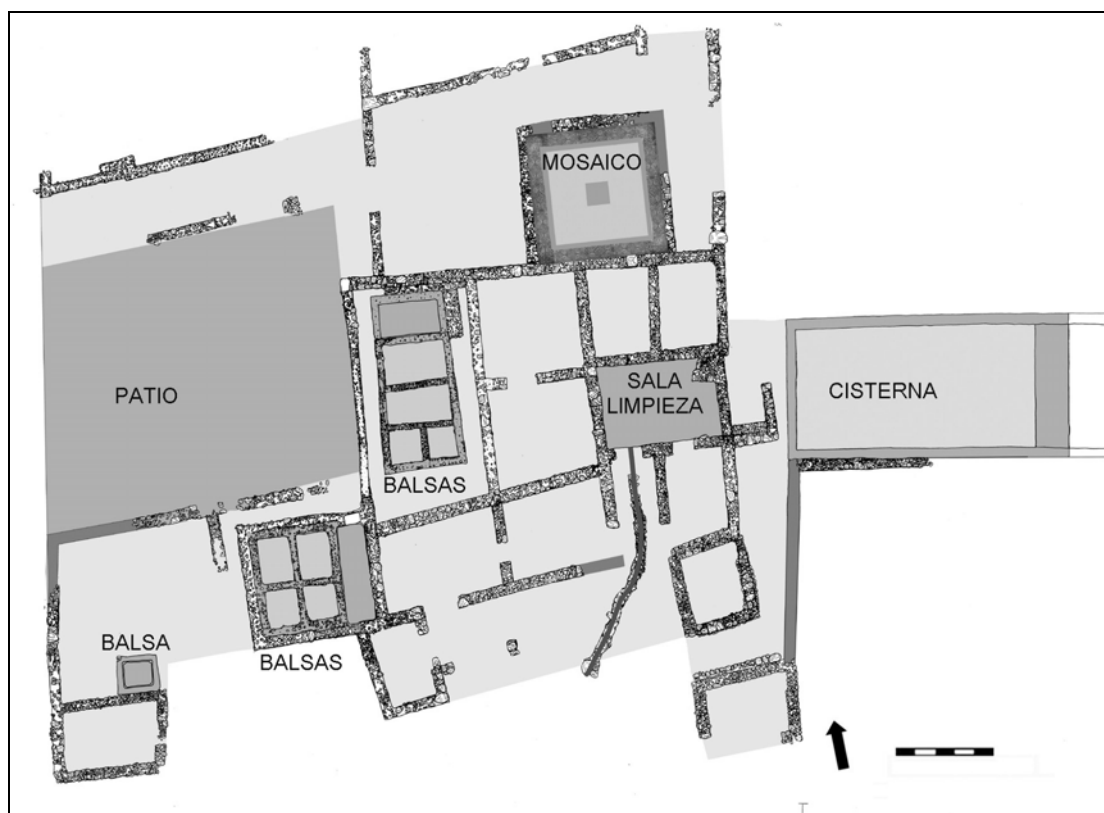 MOSAICO
PATIO
SALA
LIMPIEZA
CISTERNA
BALSAS
BALSA
BALSAS
T